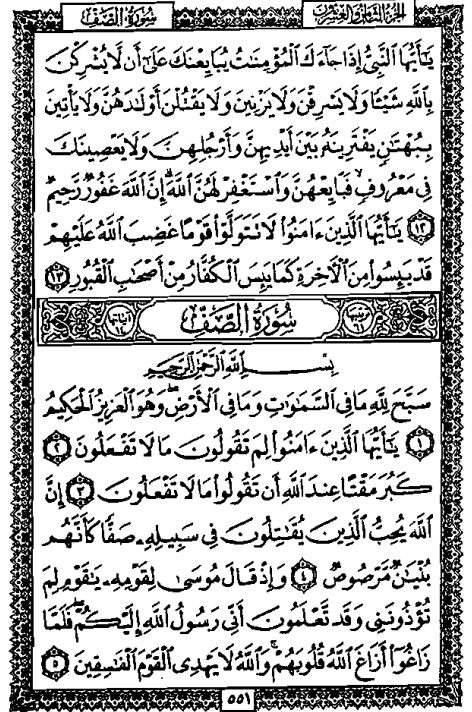 الجزء الثامن والعشرون سورة الصف
يَٰٓأَيُّهَا ٱلنَّبِيُّ إِذَا جَآءَكَ ٱلْمُؤْمِنَٰتُ يُبَايِعْنَكَ عَلَىٰٓ أَن لَّا يُشْرِكْنَ
بِٱللَّهِ شَيْـًٔا وَلَا يَسْرِقْنَ وَلَا يَزْنِينَ وَلَا يَقْتُلْنَ أَوْلَٰدَهُنَّ وَلَا يَأْتِينَ
بِبُهْتَٰنٍ يَفْتَرِينَهُۥ بَيْنَ أَيْدِيهِنَّ وَأَرْجُلِهِنَّ وَلَا يَعْصِينَكَ
فِى مَعْرُوفٍ ۙ فَبَايِعْهُنَّ وَٱسْتَغْفِرْ لَهُنَّ ٱللَّهَ ۖ إِنَّ ٱللَّهَ غَفُورٌ رَّحِيمٌ
١٢ يَٰٓأَيُّهَا ٱلَّذِينَ ءَامَنُوا۟ لَا تَتَوَلَّوْا۟ قَوْمًا غَضِبَ ٱللَّهُ عَلَيْهِمْ
قَدْ يَئِسُوا۟ مِنَ ٱلْءَاخِرَةِ كَمَا يَئِسَ ٱلْكُفَّارُ مِنْ أَصْحَٰبِ ٱلْقُبُورِ ١٣
سُورَةُ الصَّفِّ
بِسْمِ ٱللَّهِ ٱلرَّحْمَٰنِ ٱلرَّحِيمِ
سَبَّحَ لِلَّهِ مَا فِى ٱلسَّمَٰوَٰتِ وَمَا فِى ٱلْأَرْضِ ۖ وَهُوَ ٱلْعَزِيزُ ٱلْحَكِيمُ
١ يَٰٓأَيُّهَا ٱلَّذِينَ ءَامَنُوا۟ لِمَ تَقُولُونَ مَا لَا تَفْعَلُونَ ٢
كَبُرَ مَقْتًا عِندَ ٱللَّهِ أَن تَقُولُوا۟ مَا لَا تَفْعَلُونَ ٣ إِنَّ
ٱللَّهَ يُحِبُّ ٱلَّذِينَ يُقَٰتِلُونَ فِى سَبِيلِهِۦ صَفًّا كَأَنَّهُم
بُنْيَٰنٌ مَّرْصُوصٌ ٤ وَإِذْ قَالَ مُوسَىٰ لِقَوْمِهِۦ يَٰقَوْمِ لِمَ
تُؤْذُونَنِى وَقَد تَّعْلَمُونَ أَنِّى رَسُولُ ٱللَّهِ إِلَيْكُمْ ۖ فَلَمَّا
زَاغُوٓا۟ أَزَاغَ ٱللَّهُ قُلُوبَهُمْ ۚ وَٱللَّهُ لَا يَهْدِى ٱلْقَوْمَ ٱلْفَٰسِقِينَ ٥
٥٥١